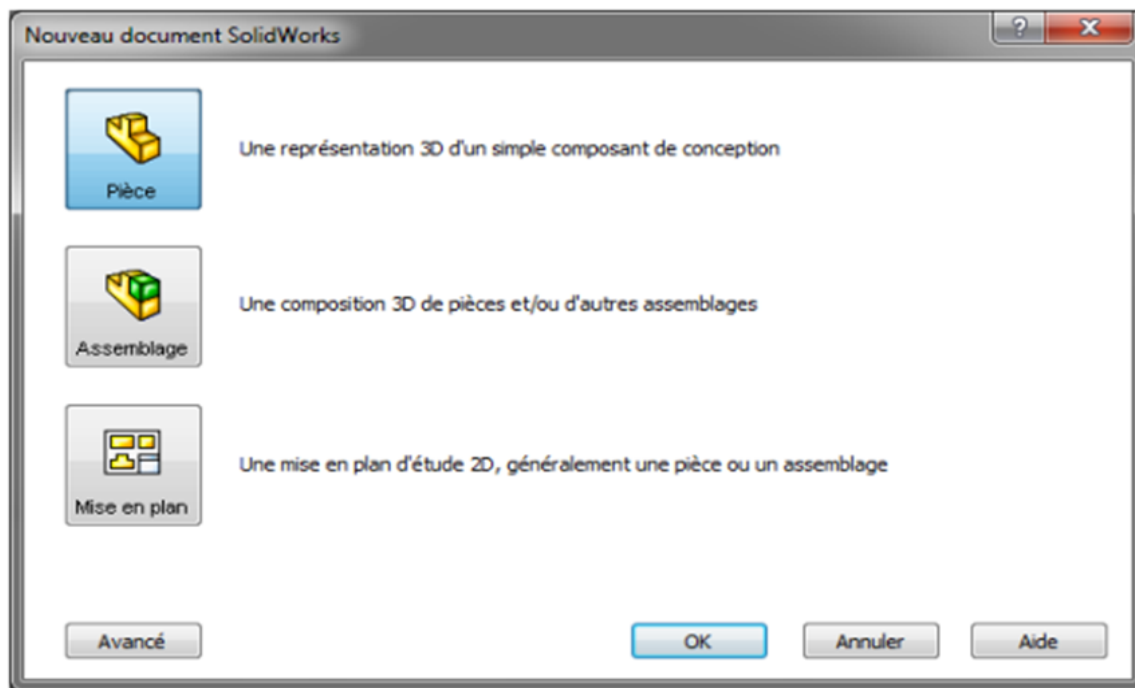 Nouveau document SolidWorks
Pièce
Une représentation 3D d'un simple composant de conception
Assemblage
Une composition 3D de pièces et/ou d'autres assemblages
Mise en plan
Une mise en plan d'étude 2D, généralement une pièce ou un assemblage
Avancé
OK
Annuler
Aide